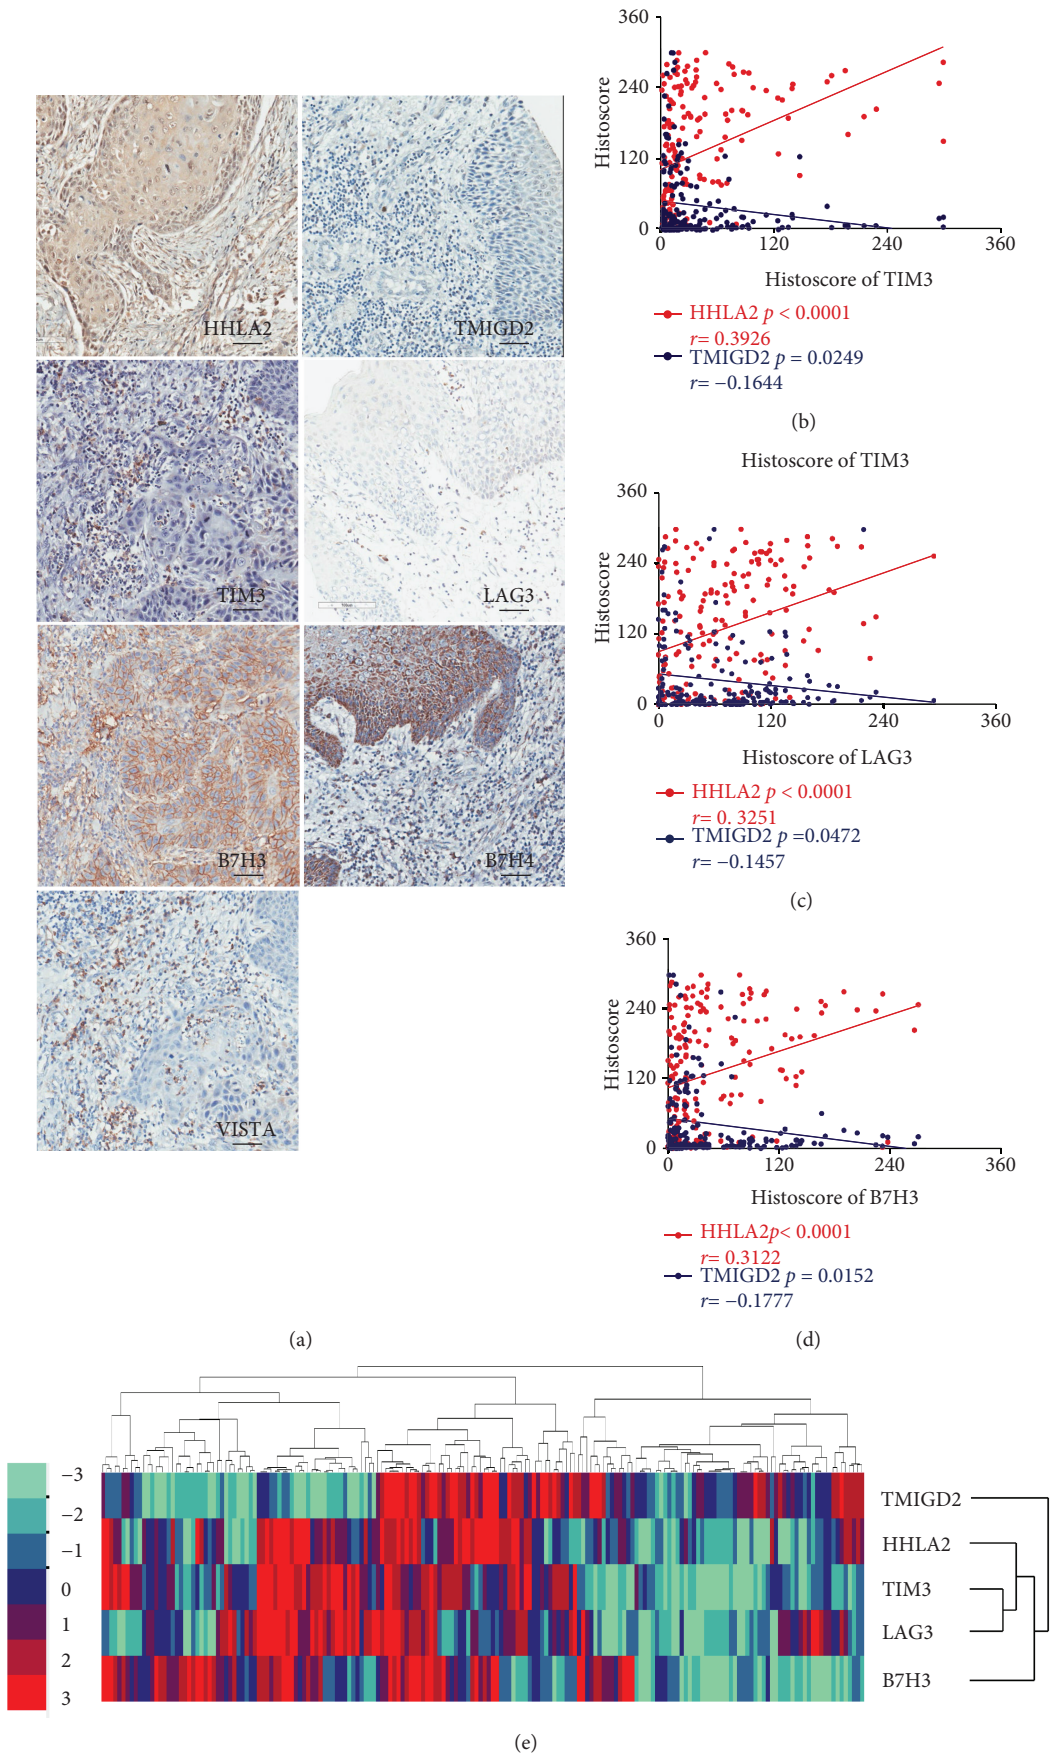 HHLA2
TMIGD2
TIM3
LAG3
B7H3
B7H4
VISTA
(a)
360
240
120
0
Histoscore
0
120
240
360
Histoscore of TIM3
HHLA2 p < 0.0001
r= 0.3926
TMIGD2 p = 0.0249
r= −0.1644
(b)
Histoscore of TIM3
360
240
120
0
Histoscore
0
120
240
360
Histoscore of LAG3
HHLA2 p < 0.0001
r= 0. 3251
TMIGD2 p =0.0472
r= −0.1457
(c)
360
240
120
0
Histoscore
0
120
240
360
Histoscore of B7H3
HHLA2p< 0.0001
r= 0.3122
TMIGD2 p = 0.0152
r= −0.1777
(d)
−3
−2
−1
0
1
2
3
TMIGD2
HHLA2
TIM3
LAG3
B7H3
(e)